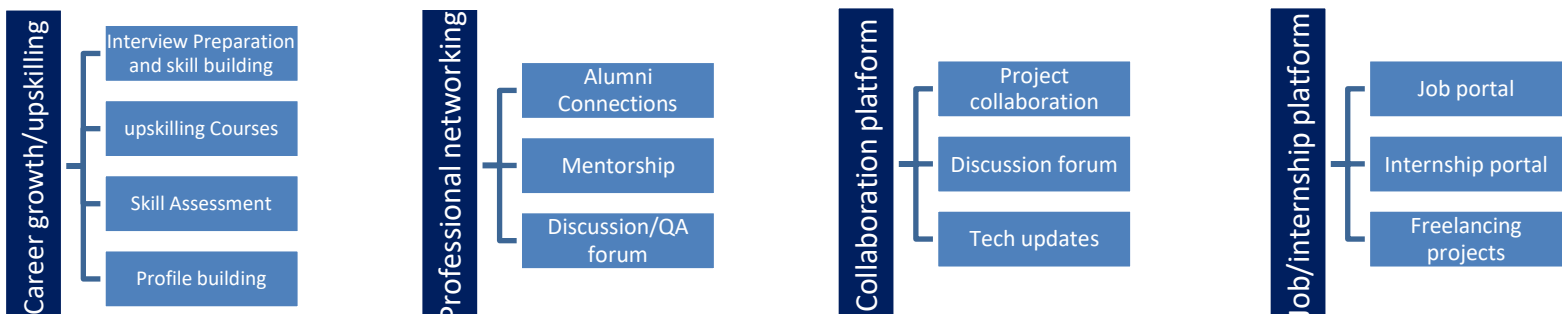 Career growth/upskilling
Interview Preparation
and skill building
upskilling Courses
Skill Assessment
Profile building
Professional networking
Alumni
Connections
Mentorship
Discussion/QA
forum
Collaboration platform
Project
collaboration
Discussion forum
Tech updates
Job/internship platform
Job portal
Internship portal
Freelancing
projects